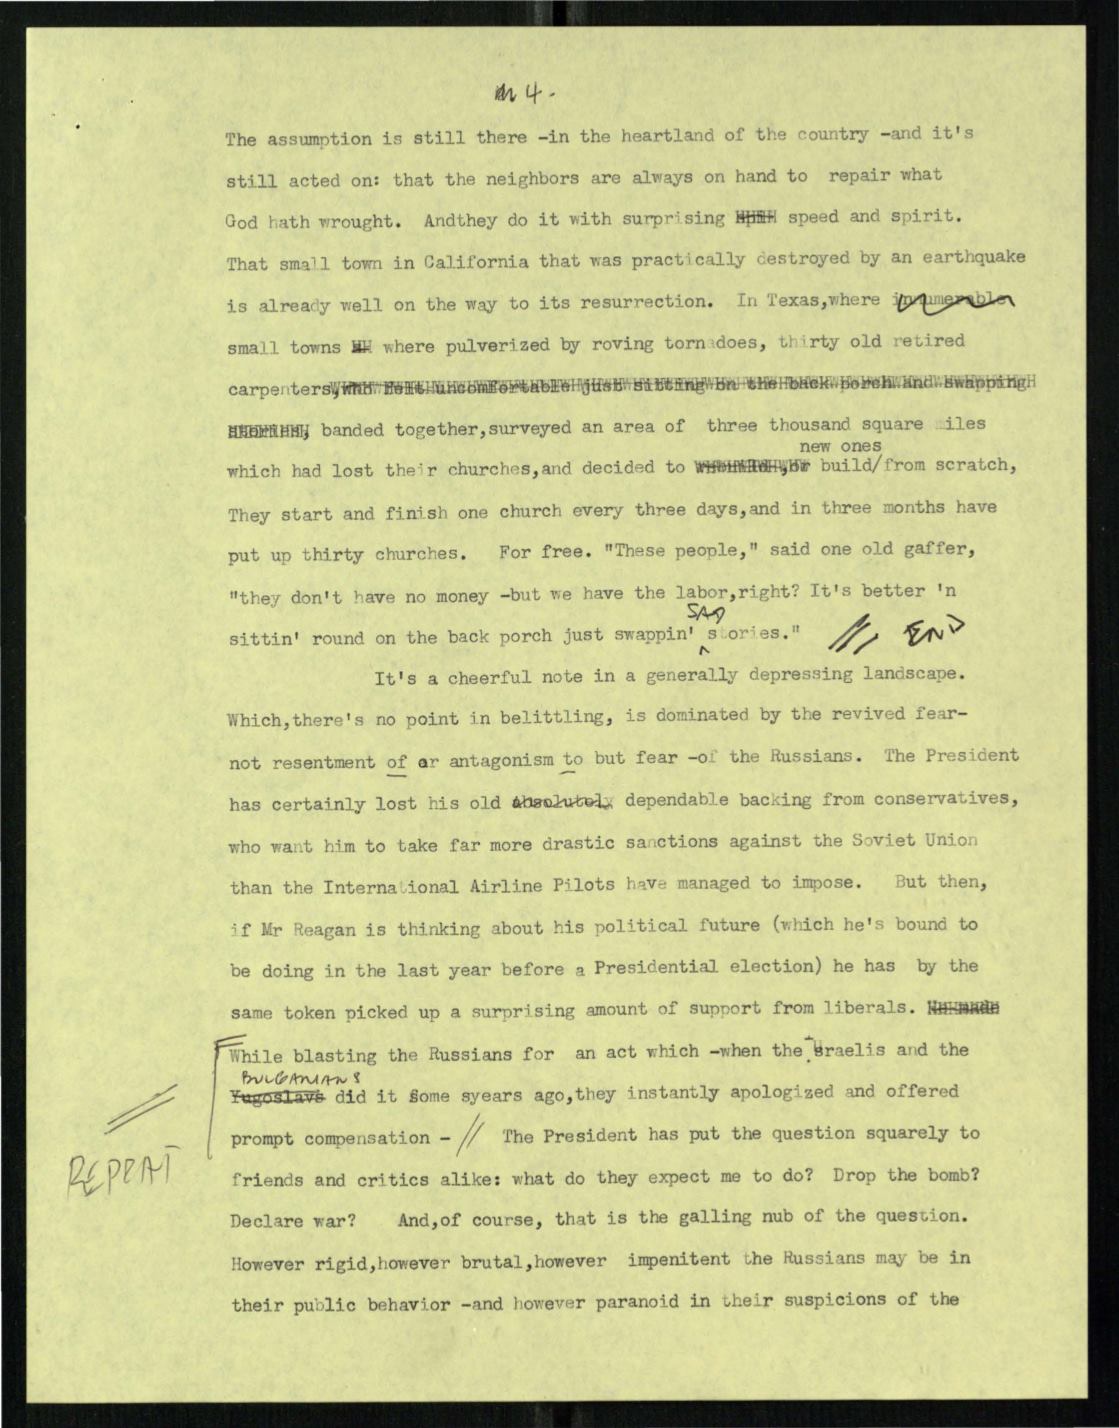 4-
The assumption is still there -in the heartland of the country -and it's
still acted on: that the neighbors are always on hand to repair what
God hath wrought. Andthey do it with surprising speed and spirit.
That small town in California that was practically destroyed by an earthquake
is already well on the way to its resurrection. In Texas,where innumerable
small towns where pulverized by roving tornadoes, thirty old retired
carpenters,who felt uncomfortable just sitting on the back porch and swapping
stories, banded together,surveyed an area of three thousand square iles
new ones
which had lost their churches,and decided to build/from scratch,
They start and finish one church every three days,and in three months have
put up thirty churches. For free. "These people," said one old gaffer,
"they don't have no money -but we have the labor,right? It's better 'n
SAD
sittin' round on the back porch just swappin' stories." // END
It's a cheerful note in a generally depressing landscape.
Which,there's no point in belittling, is dominated by the revived fear-
not resentment of or antagonism to but fear -of the Russians. The President
has certainly lost his old absolutely dependable backing from conservatives,
who want him to take far more drastic sanctions against the Soviet Union
than the International Airline Pilots have managed to impose. But then,
if Mr Reagan is thinking about his political future (which he's bound to
be doing in the last year before a Presidential election) he has by the
same token picked up a surprising amount of support from liberals. He made
While blasting the Russians for an act which -when the Israelis and the
BULGARIANS
Yugoslavs did it some syears ago,they instantly apologized and offered
prompt compensation - // The President has put the question squarely to
REPEAT
friends and critics alike: what do they expect me to do? Drop the bomb?
Declare war? And,of course, that is the galling nub of the question.
However rigid,however brutal,however impenitent the Russians may be in
their public behavior -and however paranoid in their suspicions of the